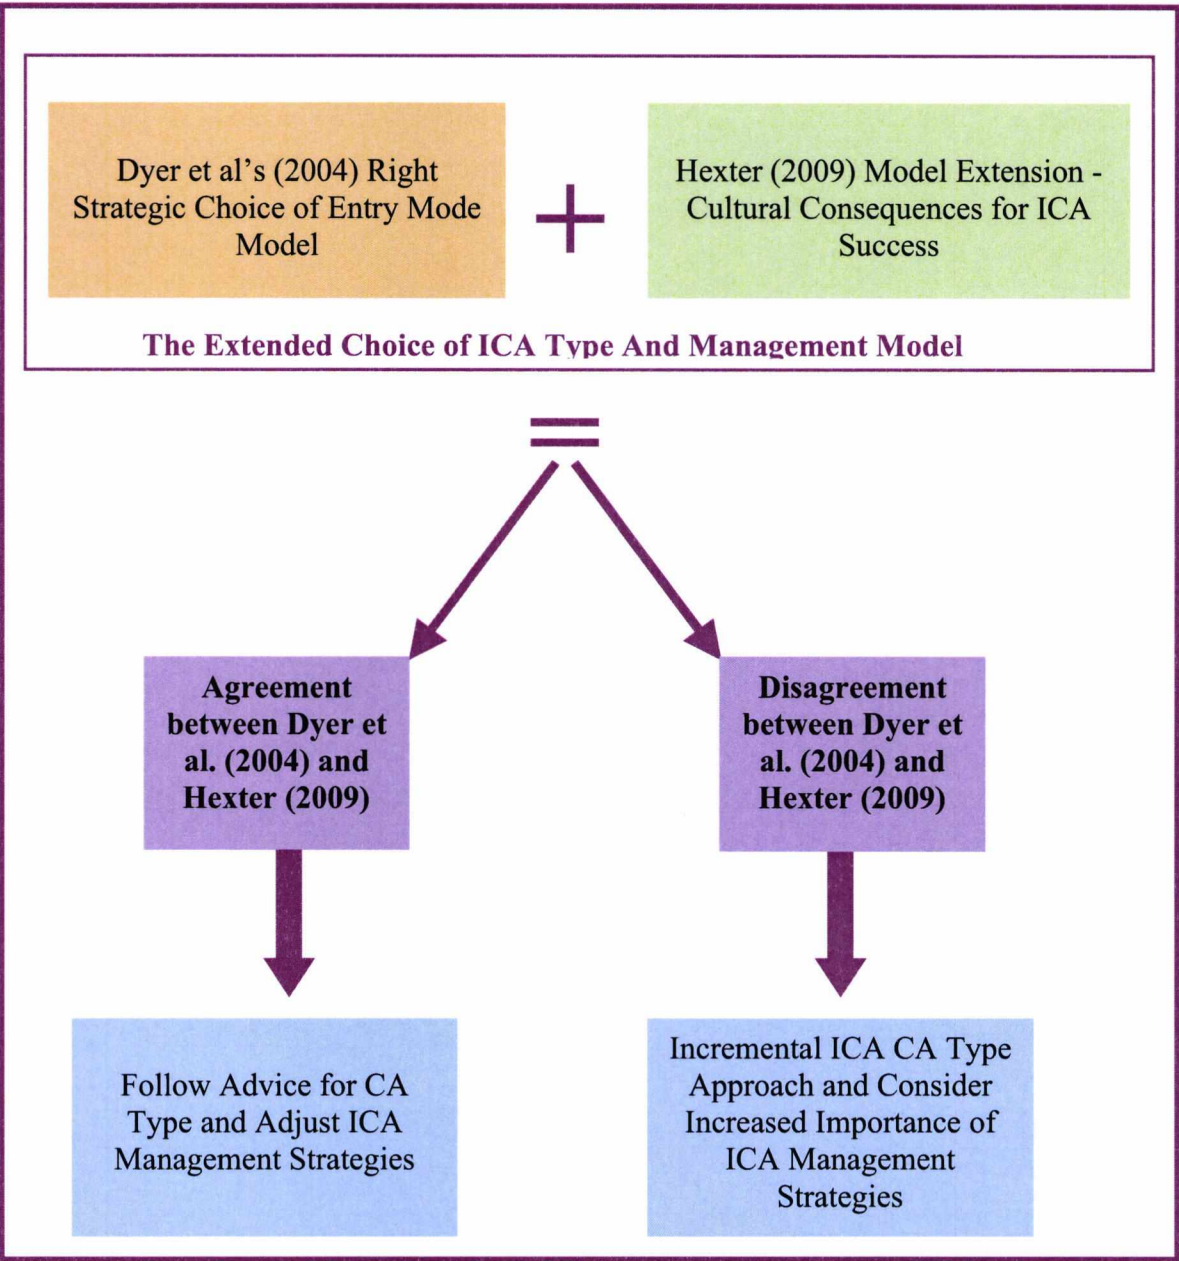 Dyer et al's (2004) Right
Strategic Choice of Entry Mode
Model
+
Hexter (2009) Model Extension -
Cultural Consequences for ICA
Success
The Extended Choice of ICA Type And Management Model
=
Agreement
between Dyer et
al. (2004) and
Hexter (2009)
Disagreement
between Dyer et
al. (2004) and
Hexter (2009)
Follow Advice for CA
Type and Adjust ICA
Management Strategies
Incremental ICA CA Type
Approach and Consider
Increased Importance of
ICA Management
Strategies